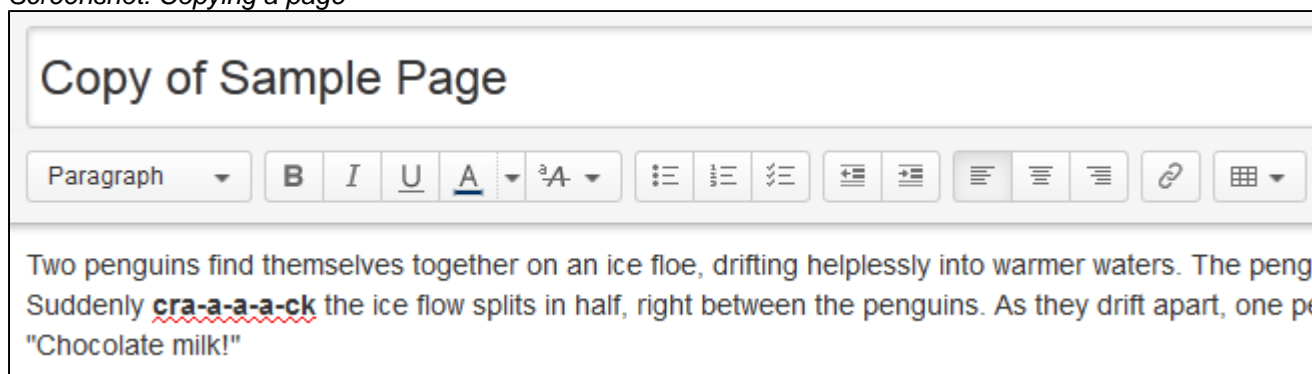 Screenshot: Copying a page
Copy of Sample Page
Paragraph B I U A
Two penguins find themselves together on an ice floe, drifting helplessly into warmer waters. The peng
Suddenly cra-a-a-a-ck the ice flow splits in half, right between the penguins. As they drift apart, one pe
"Chocolate milk!"